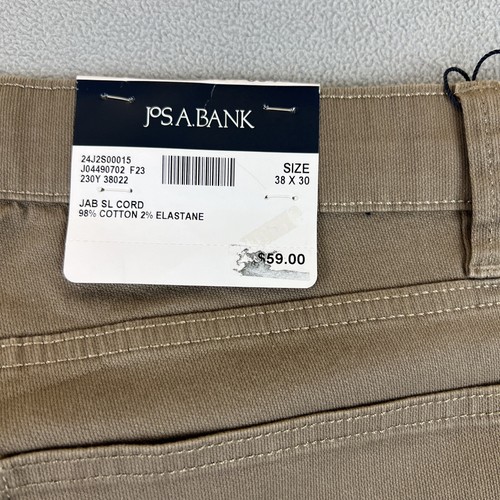 JOS.A.BANK
24J2S00015
J04490702 F23
230Y 38022
SIZE
38 X 30
JAB SL CORD
98% COTTON 2% ELASTANE
$59.00